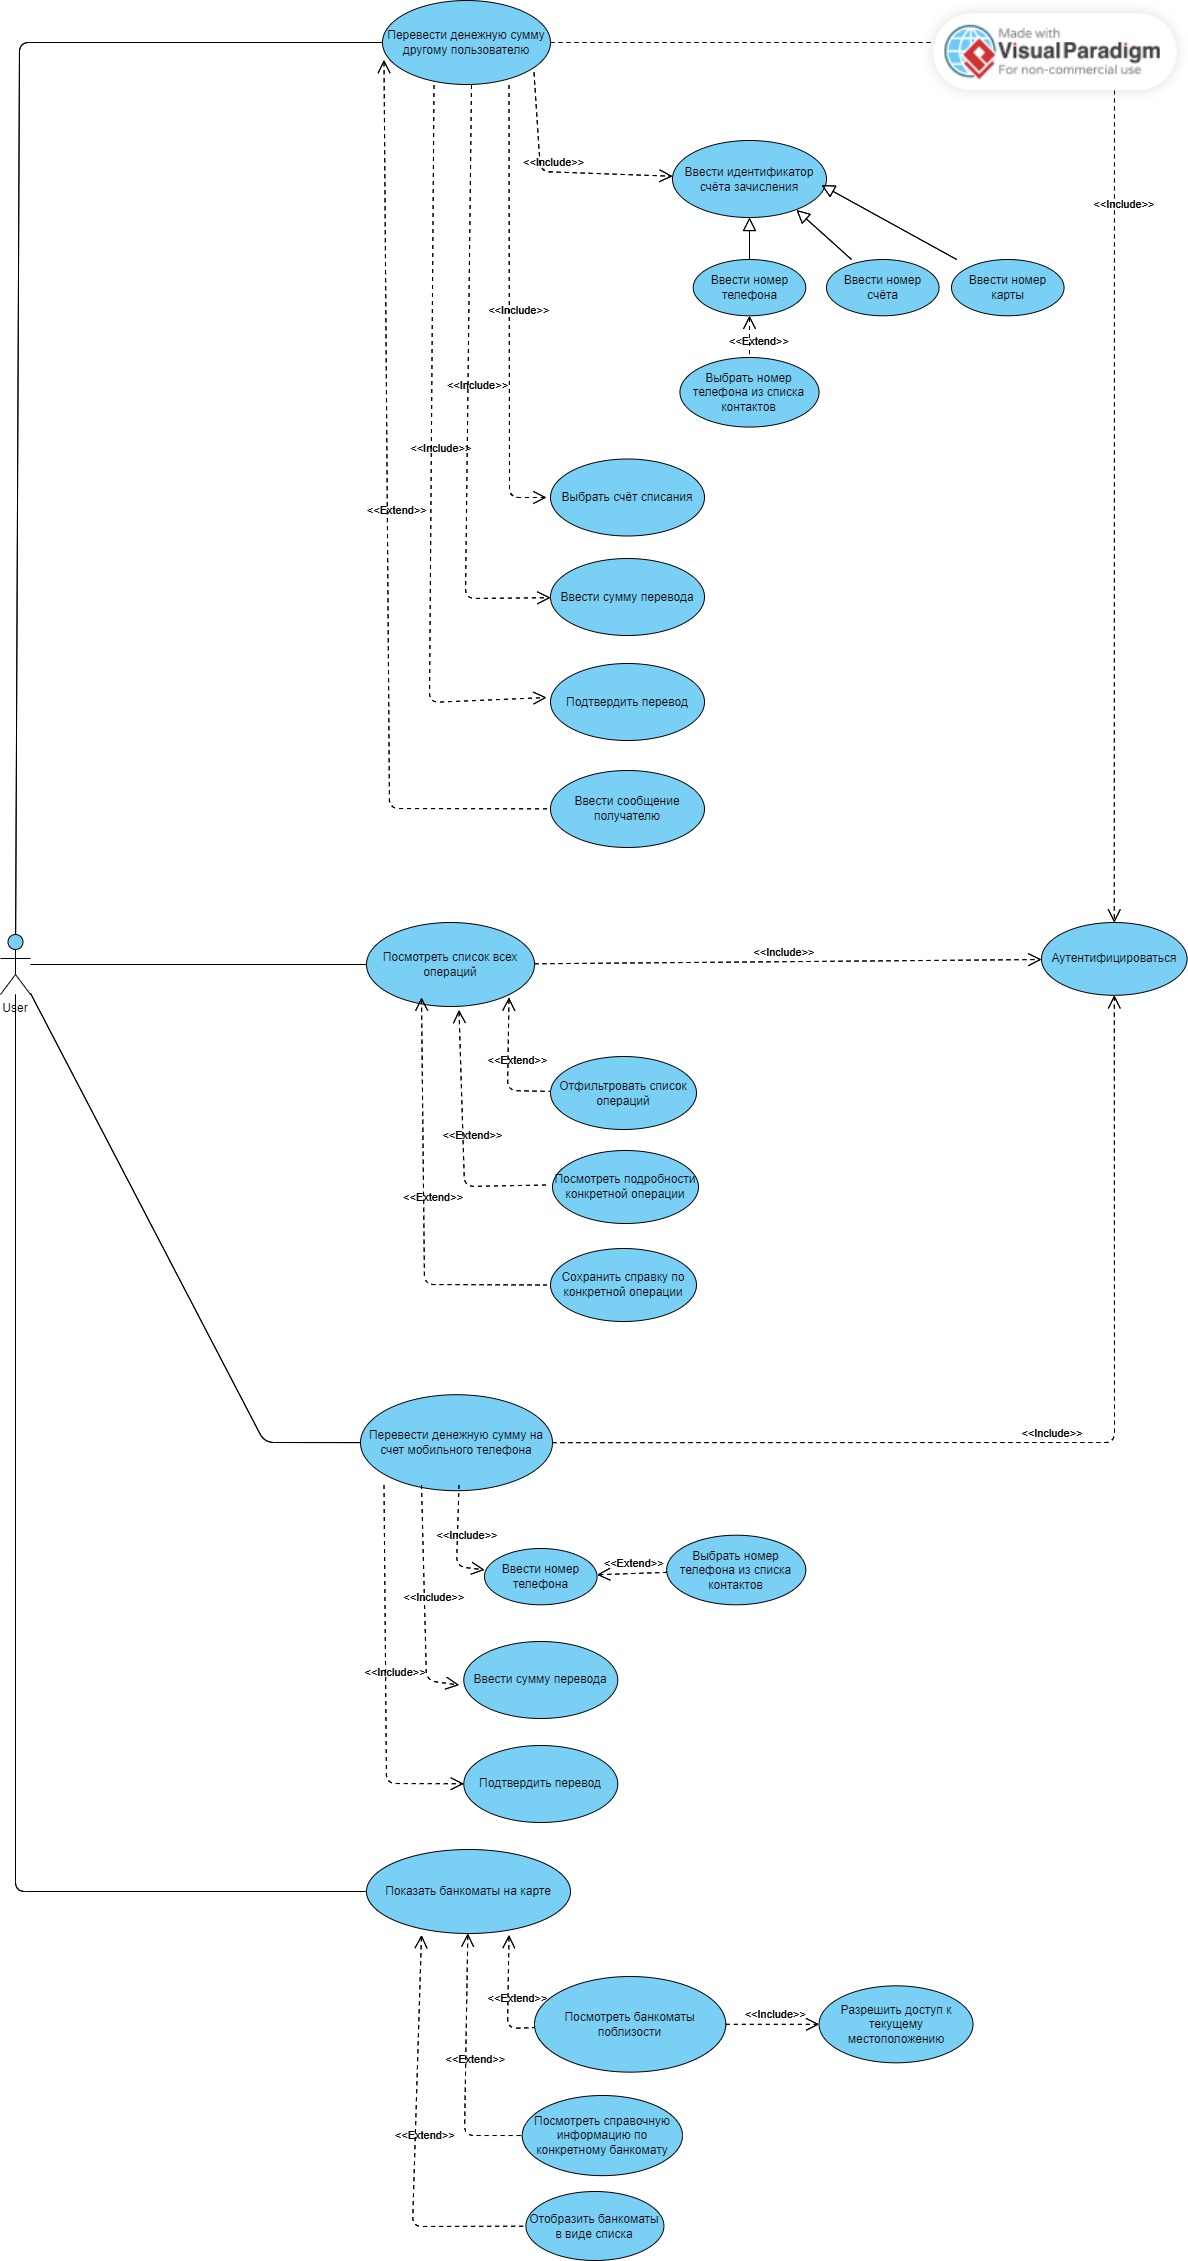 Перевести денежную сумму
другому пользователю
Made with
VisualParadigm
For non-commercial use
<<Include>>
Ввести идентификатор
счёта зачисления
<<Include>>
Ввести номер
телефона
Ввести номер
счёта
Ввести номер
карты
<<Include>>
<<Extend>>
Выбрать номер
телефона из списка
контактов
<<Include>>
<<Include>>
Выбрать счёт списания
<<Extend>>
Ввести сумму перевода
Подтвердить перевод
Ввести сообщение
получателю
User
Посмотреть список всех
операций
<<Include>>
Аутентифицироваться
<<Extend>>
Отфильтровать список
операций
<<Extend>>
Посмотреть подробности
конкретной операции
<<Extend>>
Сохранить справку по
конкретной операции
Перевести денежную сумму на
счет мобильного телефона
<<Include>>
<<Include>>
Ввести номер
телефона
<<Extend>>
Выбрать номер
телефона из списка
контактов
<<Include>>
<<Include>>
Ввести сумму перевода
Подтвердить перевод
Показать банкоматы на карте
<<Extend>>
Посмотреть банкоматы
поблизости
<<Include>>
Разрешить доступ к
текущему
местоположению
<<Extend>>
<<Extend>>
Посмотреть справочную
информацию по
конкретному банкомату
Отобразить банкоматы
в виде списка